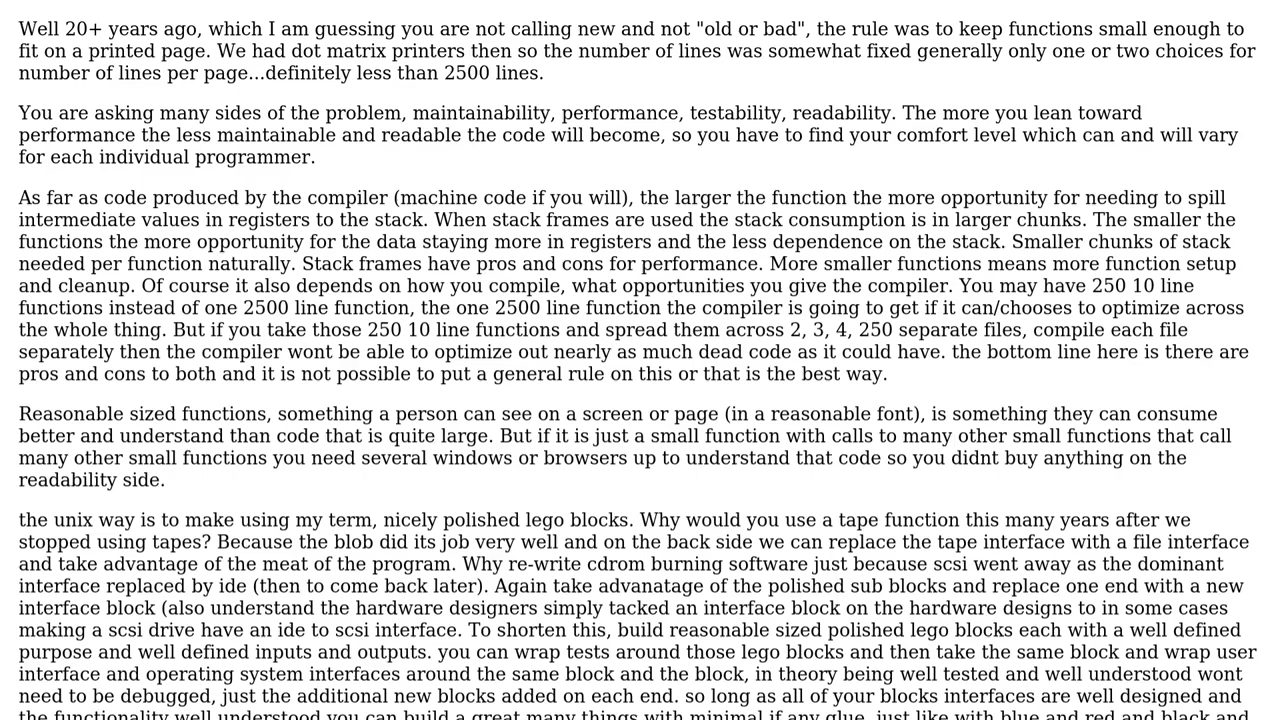 Well 20+ years ago, which I am guessing you are not calling new and not "old or bad", the rule was to keep functions small enough to
fit on a printed page. We had dot matrix printers then so the number of lines was somewhat fixed generally only one or two choices for
number of lines per page...definitely less than 2500 lines.
You are asking many sides of the problem, maintainability, performance, testability, readability. The more you lean toward
performance the less maintainable and readable the code will become, so you have to find your comfort level which can and will vary
for each individual programmer.
As far as code produced by the compiler (machine code if you will), the larger the function the more opportunity for needing to spill
intermediate values in registers to the stack. When stack frames are used the stack consumption is in larger chunks. The smaller the
functions the more opportunity for the data staying more in registers and the less dependence on the stack. Smaller chunks of stack
needed per function naturally. Stack frames have pros and cons for performance. More smaller functions means more function setup
and cleanup. Of course it also depends on how you compile, what opportunities you give the compiler. You may have 250 10 line
functions instead of one 2500 line function, the one 2500 line function the compiler is going to get if it can/chooses to optimize across
the whole thing. But if you take those 250 10 line functions and spread them across 2, 3, 4, 250 separate files, compile each file
separately then the compiler wont be able to optimize out nearly as much dead code as it could have. the bottom line here is there are
pros and cons to both and it is not possible to put a general rule on this or that is the best way.
Reasonable sized functions, something a person can see on a screen or page (in a reasonable font), is something they can consume
better and understand than code that is quite large. But if it is just a small function with calls to many other small functions that call
many other small functions you need several windows or browsers up to understand that code so you didnt buy anything on the
readability side.
the unix way is to make using my term, nicely polished lego blocks. Why would you use a tape function this many years after we
stopped using tapes? Because the blob did its job very well and on the back side we can replace the tape interface with a file interface
and take advantage of the meat of the program. Why re-write cdrom burning software just because scsi went away as the dominant
interface replaced by ide (then to come back later). Again take advanatage of the polished sub blocks and replace one end with a new
interface block (also understand the hardware designers simply tacked an interface block on the hardware designs to in some cases
making a scsi drive have an ide to scsi interface. To shorten this, build reasonable sized polished lego blocks each with a well defined
purpose and well defined inputs and outputs. you can wrap tests around those lego blocks and then take the same block and wrap user
interface and operating system interfaces around the same block and the block, in theory being well tested and well understood wont
need to be debugged, just the additional new blocks added on each end. so long as all of your blocks interfaces are well designed and
the functionality well understood you can build a great many things with minimal if any glue. just like with blue and red and black and